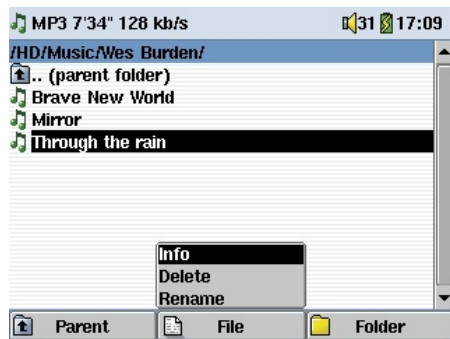 MP3 7'34" 128 kb/s 31 17:09
/HD/Music/Wes Burden/
.. (parent folder)
Brave New World
Mirror
Through the rain
Info
Delete
Rename
Parent File Folder